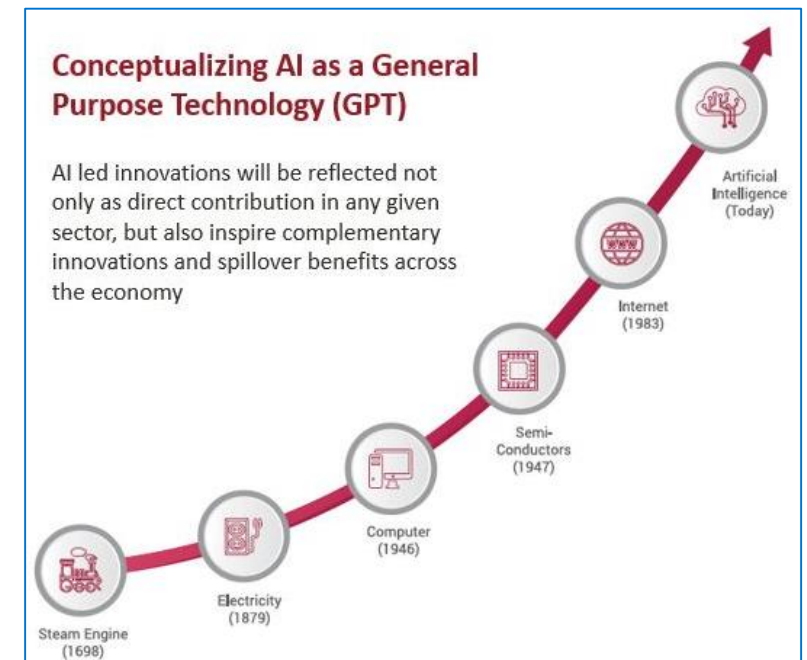 Conceptualizing AI as a General
Purpose Technology (GPT)
AI led innovations will be reflected not
only as direct contribution in any given
sector, but also inspire complementary
innovations and spillover benefits across
the economy
Artificial
Intelligence
(Today)
WWW
Internet
(1983)
Semi-
Conductors
(1947)
Computer
(1946)
Electricity
(1879)
Steam Engine
(1698)